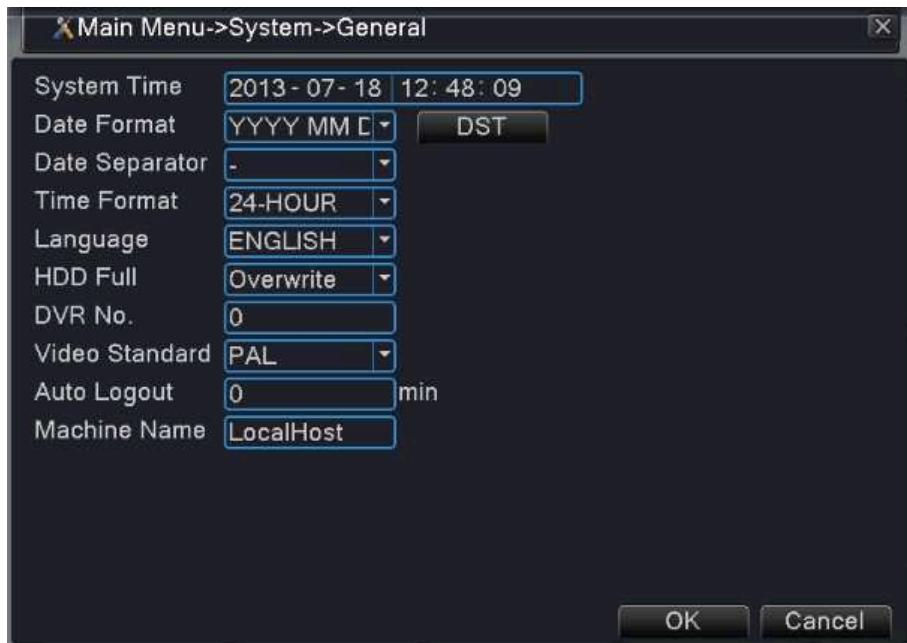 Main Menu->System->General
System Time 2013-07-18 12:48:09
Date Format YYYY MM D DST
Date Separator -
Time Format 24-HOUR
Language ENGLISH
HDD Full Overwrite
DVR No. 0
Video Standard PAL
Auto Logout 0 min
Machine Name LocalHost
OK Cancel